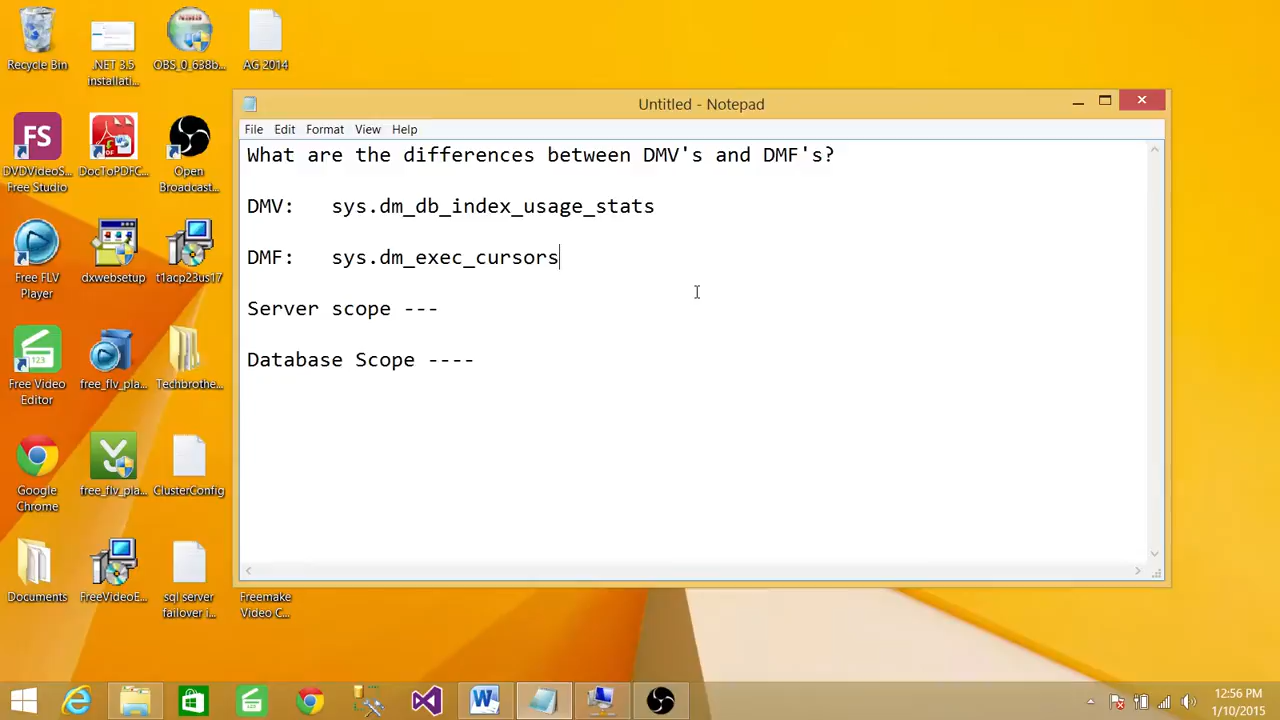 Recycle Bin
.NET 3.5 installati...
OBS_0_638b...
AG 2014
Untitled - Notepad
File Edit Format View Help
What are the differences between DMV's and DMF's?
DMV: sys.dm_db_index_usage_stats
DMF: sys.dm_exec_cursors
Server scope ---
Database Scope ----
FS
DVDVideoS...
Free Studio
DocToPDFC...
Open
Broadcast...
Free FLV
Player
dxwebsetup
t1acp23us17
123
Free Video
Editor
free_flv_pla...
Techbrothe...
Google
Chrome
free_flv_pla...
ClusterConfig
Documents
FreeVideoE...
sql server
failover i...
Freemake
Video C...
12:56 PM
1/10/2015